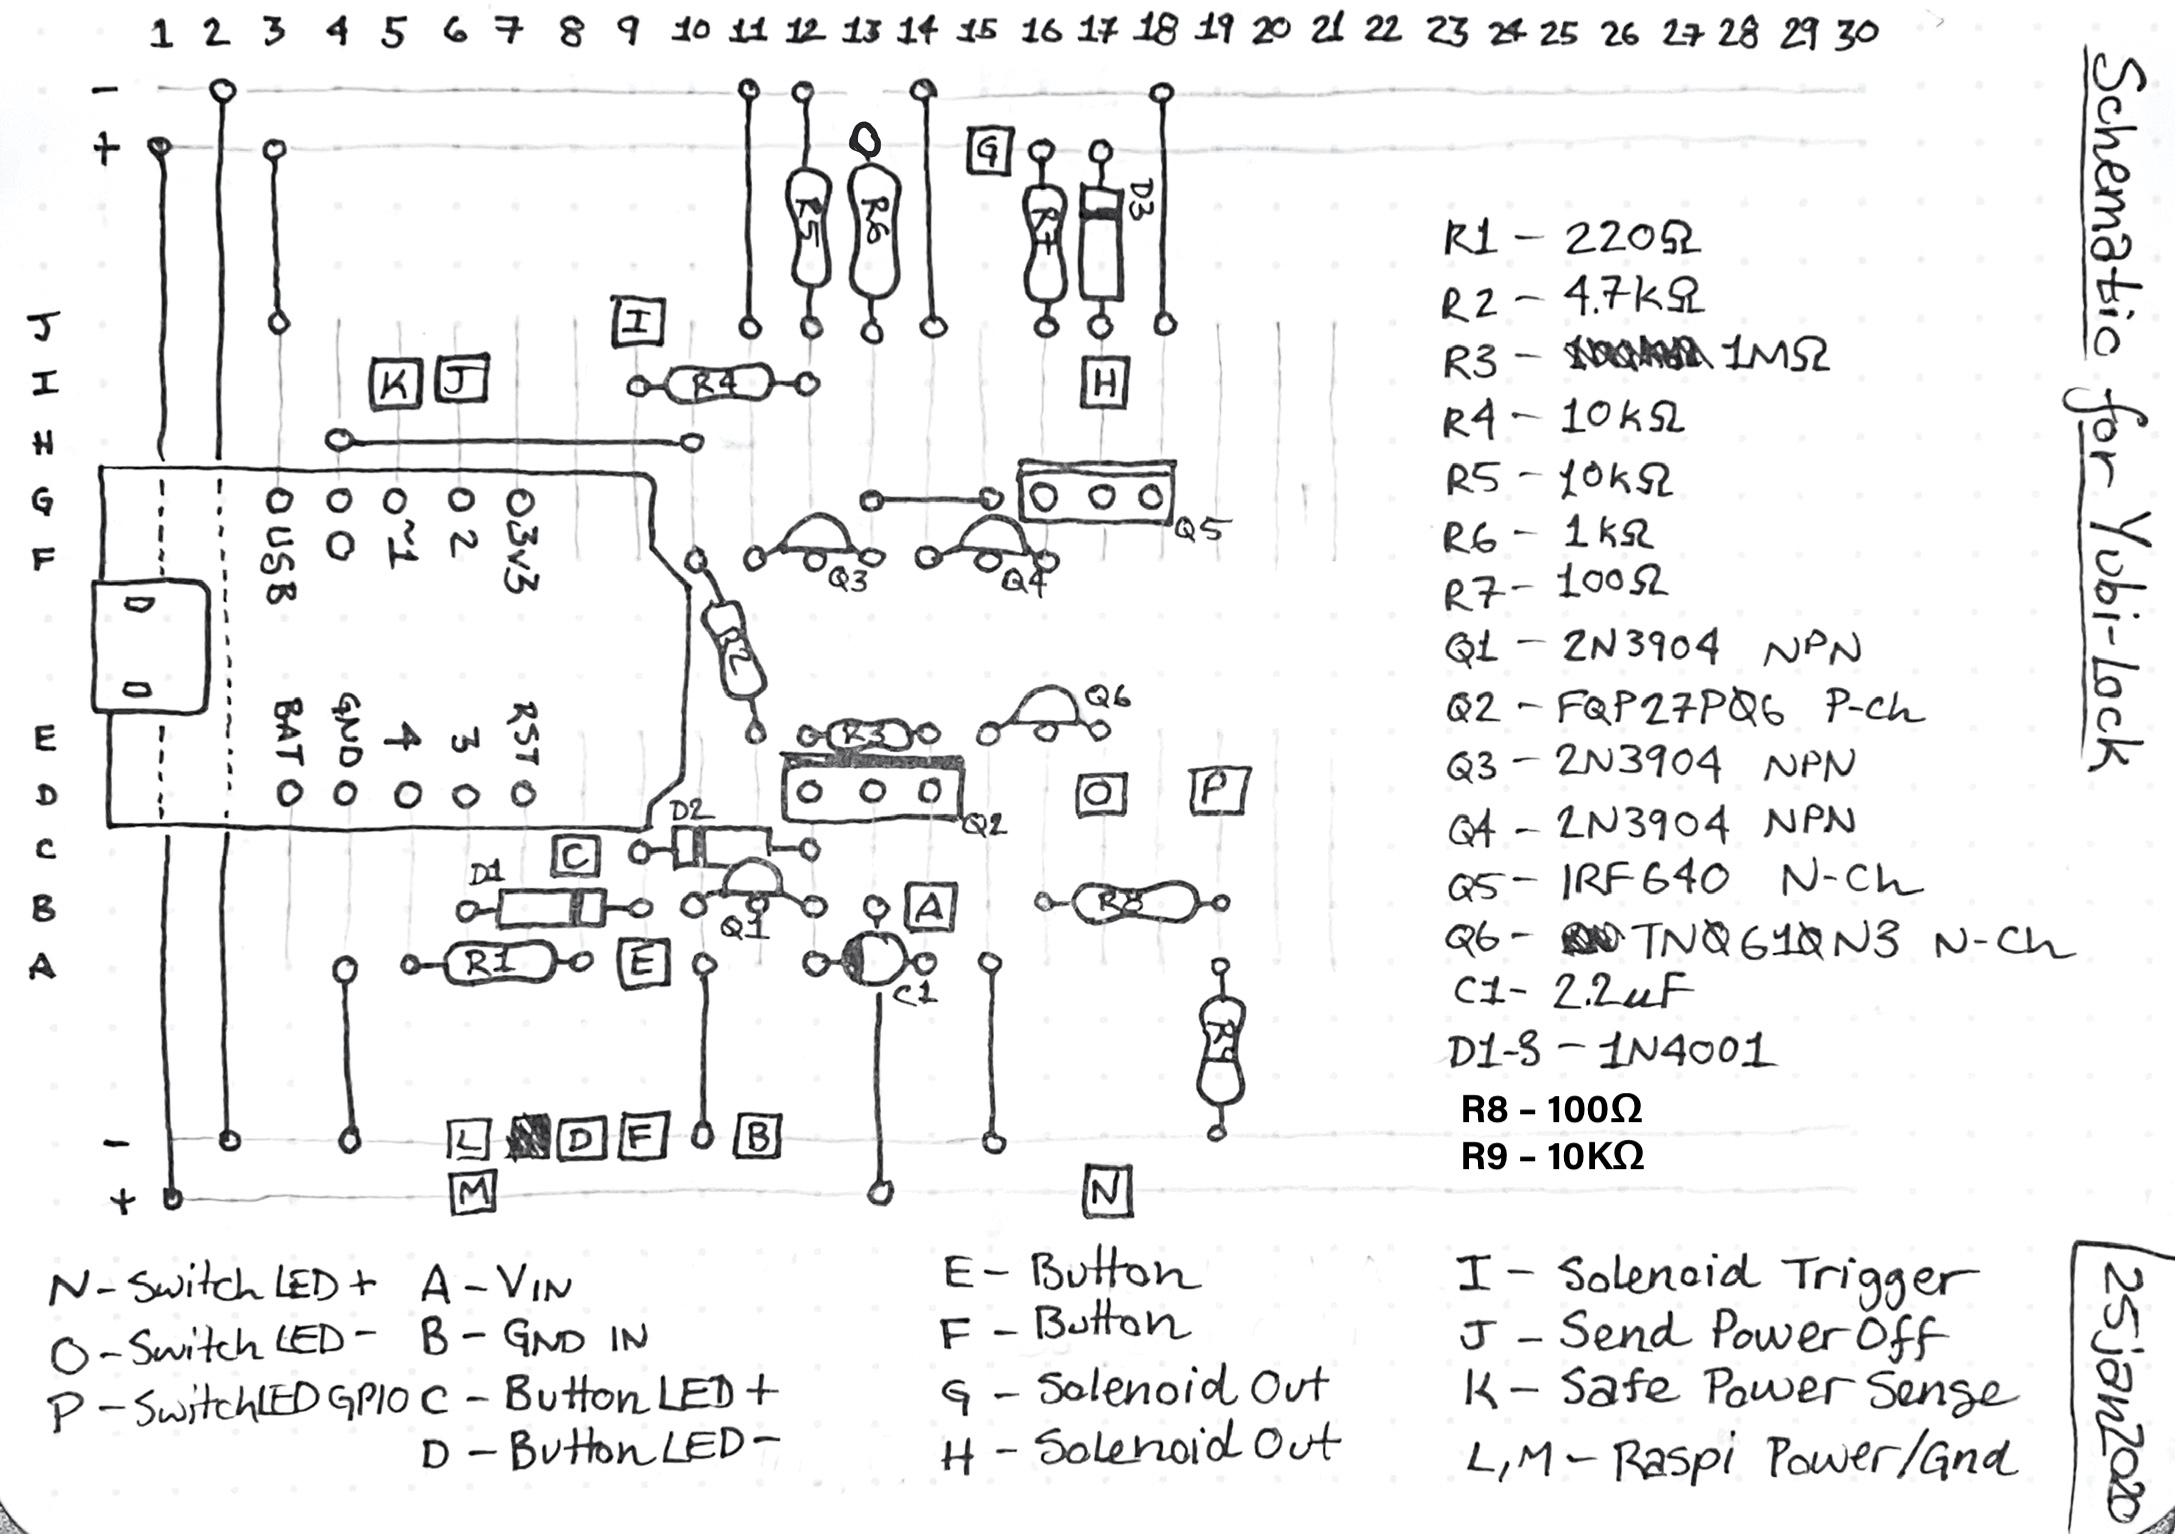 1 2 3 4 5 6 7 8 9 10 11 12 13 14 15 16 17 18 19 20 21 22 23 24 25 26 27 28 29 30
-
+
G
D3
R5
R6
R7
J
I
I
K
J
R4
H
H
G
USB
0
~1
2
3v3
F
Q3
Q4
Q5
R2
E
BAT
GND
4
3
RST
R3
Q6
D
D2
Q2
O
P
C
C
D1
B
Q1
A
R8
A
R1
E
C1
R9
-
L
D
F
B
+
M
N
R1 - 220Ω
R2 - 4.7kΩ
R3 - 1MΩ
R4 - 10kΩ
R5 - 10kΩ
R6 - 1kΩ
R7 - 100Ω
Q1 - 2N3904 NPN
Q2 - FQP27P06 P-Ch
Q3 - 2N3904 NPN
Q4 - 2N3904 NPN
Q5 - IRF640 N-Ch
Q6 - TN0610N3 N-Ch
C1 - 2.2uF
D1-3 - 1N4001
R8 - 100Ω
R9 - 10KΩ
Schematic for Yubi-Lock
N - Switch LED +
O - Switch LED -
P - Switch LED GPIO
A - VIN
B - GND IN
C - Button LED +
D - Button LED -
E - Button
F - Button
G - Solenoid Out
H - Solenoid Out
I - Solenoid Trigger
J - Send Power Off
K - Safe Power Sense
L,M - Raspi Power/Gnd
25jan2020